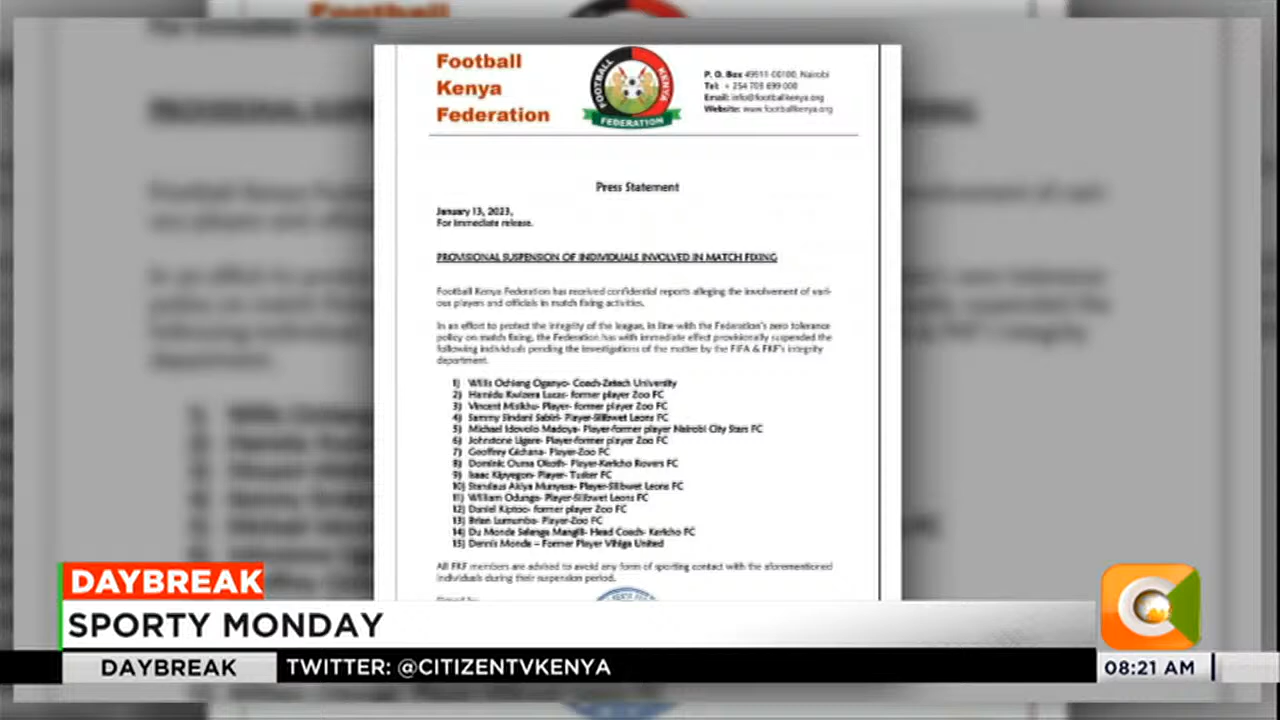 Football
Kenya
Federation
FOOTBALL KENYA
FEDERATION
P. O. Box 49511-00100, Nairobi
Tel: + 254 703 699 000
Email: info@footballkenya.org
Website: www.footballkenya.org
Press Statement
January 13, 2023,
For immediate release.
PROVISIONAL SUSPENSION OF INDIVIDUALS INVOLVED IN MATCH FIXING
Football Kenya Federation has received confidential reports alleging the involvement of vari-
ous players and officials in match fixing activities.
In an effort to protect the integrity of the league, in line with the Federation's zero tolerance
policy on match fixing, the Federation has with immediate effect provisionally suspended the
following individuals pending the investigations of the matter by the FIFA & FKF's integrity
department.
1) Willis Ochieng Oganyo- Coach-Zetech University
2) Hamidu Kwizera Lucas- former player Zoo FC
3) Vincent Misikhu- Player- former player Zoo FC
4) Sammy Sindani Sabiri- Player-Silibwet Leons FC
5) Michael Idovolo Madoya- Player-former player Nairobi City Stars FC
6) Johnstone Ligare- Player-former player Zoo FC
7) Geoffrey Gichana- Player-Zoo FC
8) Dominic Ouma Okoth- Player-Kericho Rovers FC
9) Isaac Kipyegon- Player- Tusker FC
10) Stanilaus Akiya Munyasa- Player-Silibwet Leons FC
11) William Odunga- Player-Silibwet Leons FC
12) Daniel Kiptoo- former player Zoo FC
13) Brian Lumumba- Player-Zoo FC
14) Du Monde Selenga Mangili- Head Coach- Kericho FC
15) Dennis Monda – Former Player Vihiga United
All FKF members are advised to avoid any form of sporting contact with the aforementioned
individuals during their suspension period.
DAYBREAK
SPORTY MONDAY
DAYBREAK
TWITTER: @CITIZENTVKENYA
08:21 AM